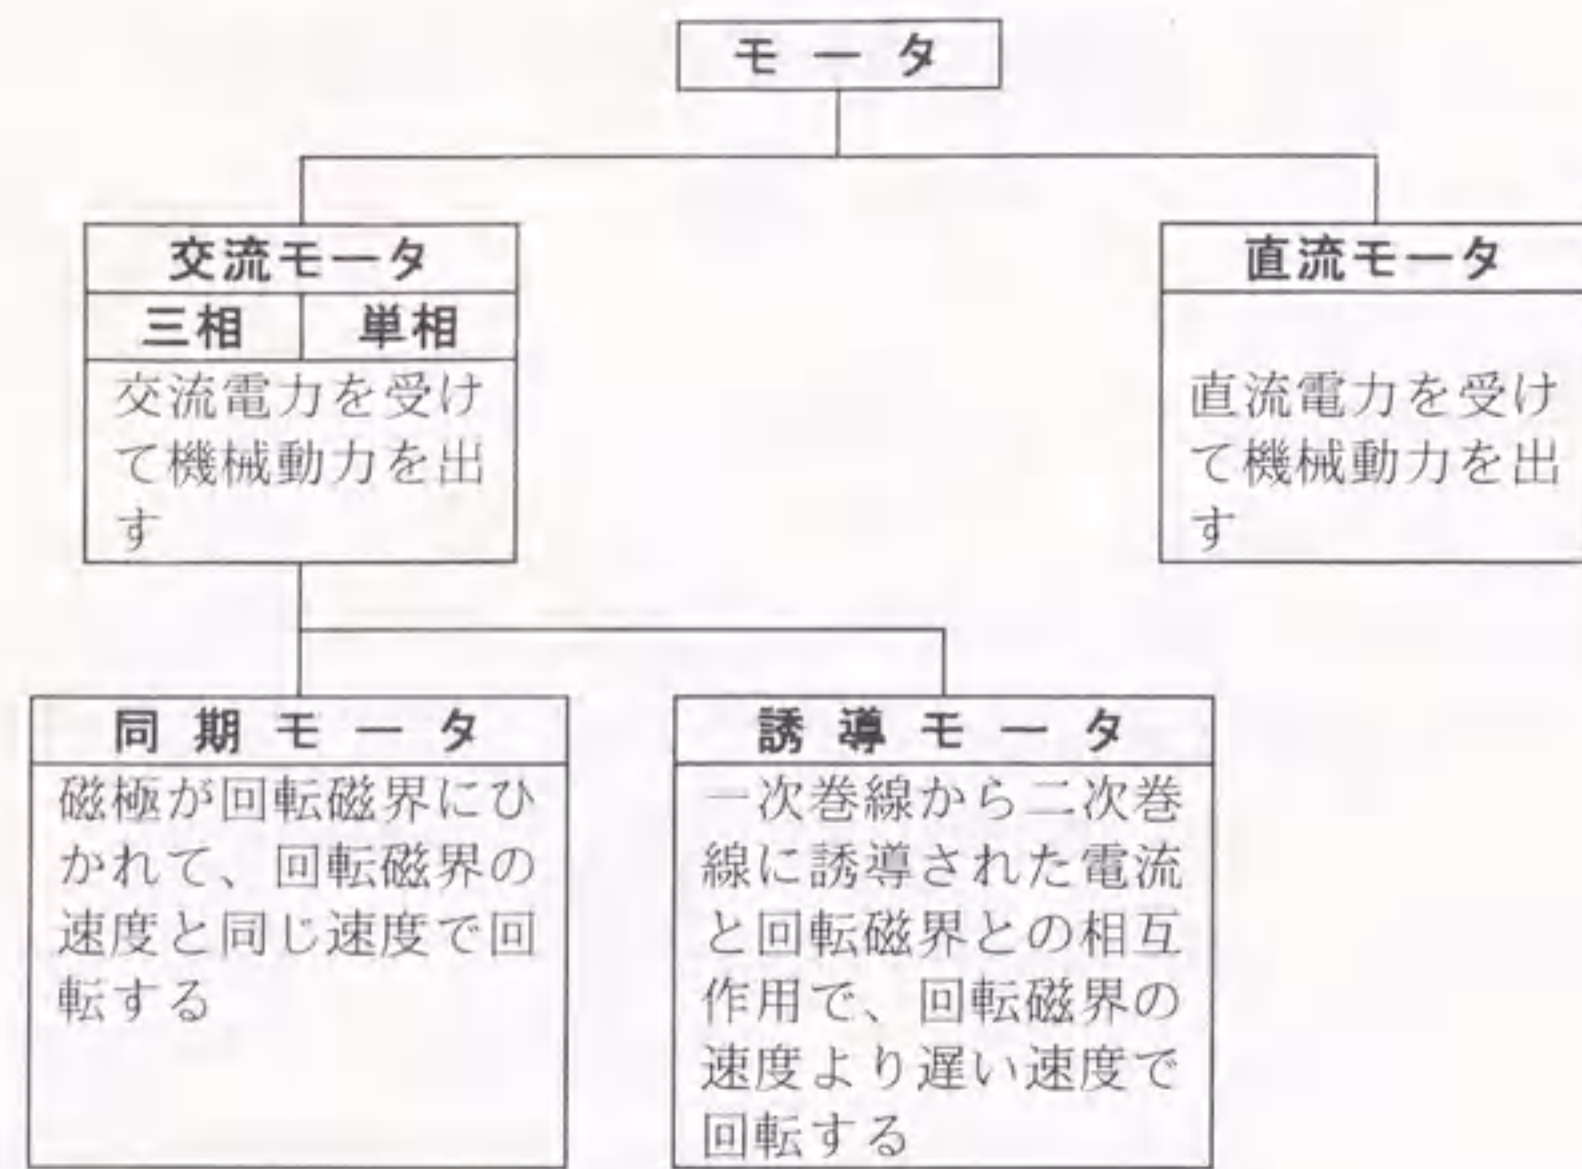 モータ
交流モータ
三相 単相
交流電力を受け
て機械動力を出
す
直流モータ
直流電力を受け
て機械動力を出
す
同期モータ
磁極が回転磁界にひ
かれて、回転磁界の
速度と同じ速度で回
転する
誘導モータ
一次巻線から二次巻
線に誘導された電流
と回転磁界との相互
作用で、回転磁界の
速度より遅い速度で
回転する